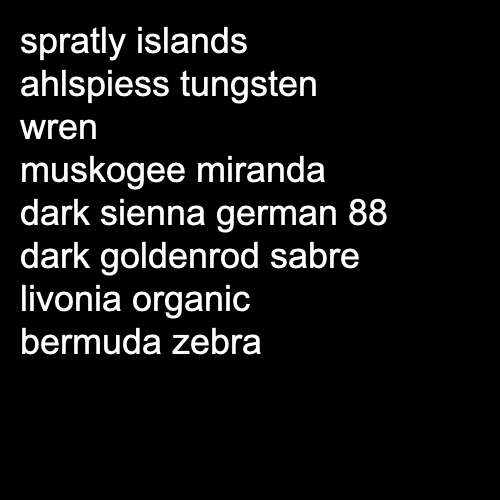 spratly islands
ahlspiess tungsten
wren
muskogee miranda
dark sienna german 88
dark goldenrod sabre
livonia organic
bermuda zebra